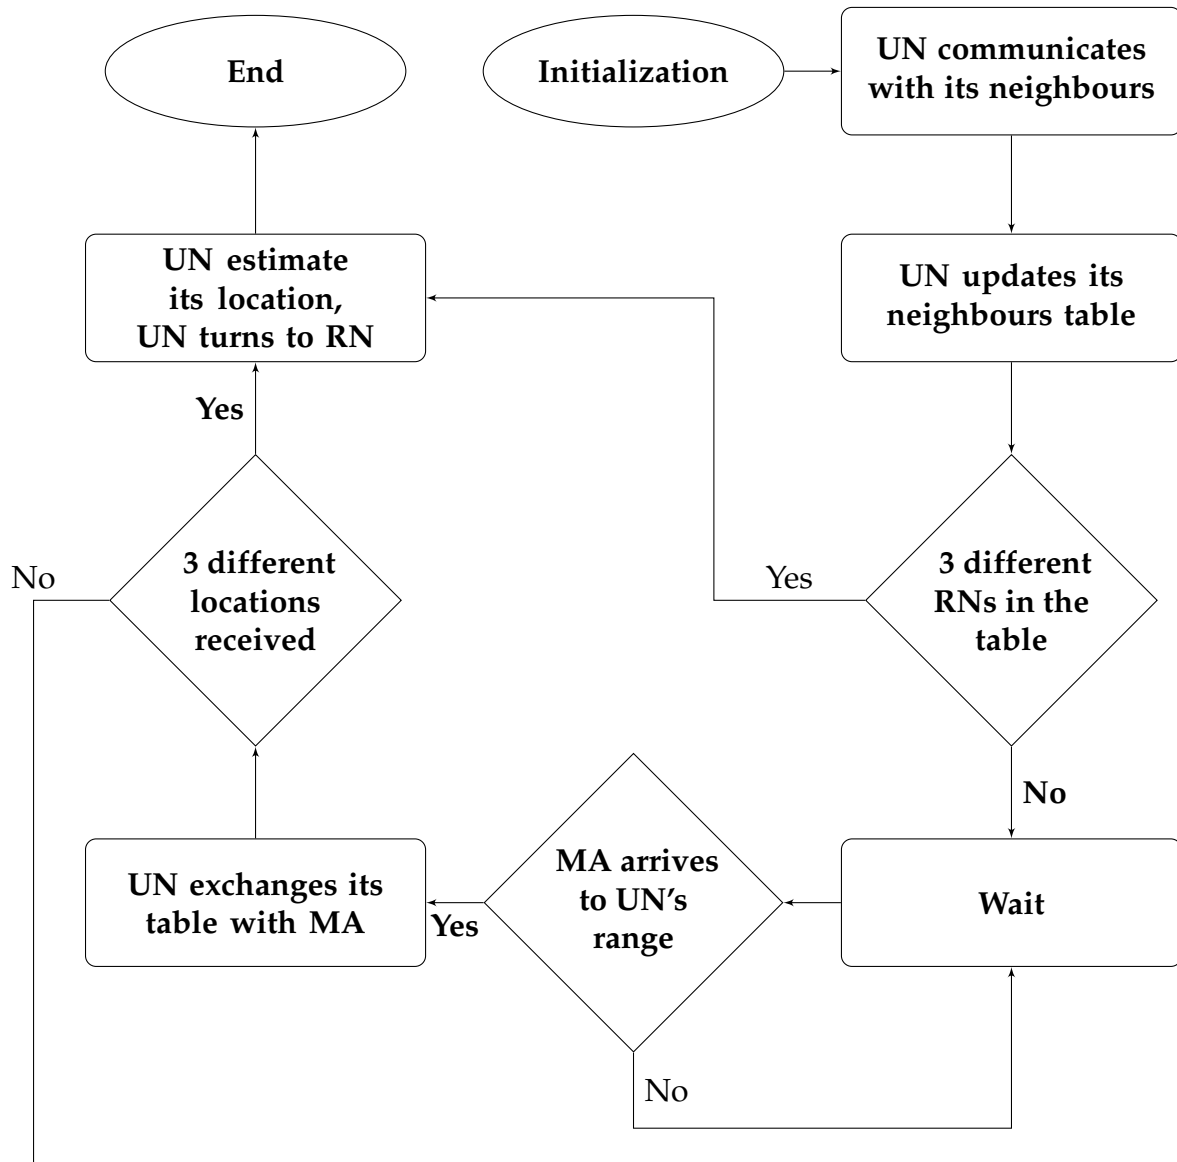 End
Initialization
UN communicates
with its neighbours
UN estimate
its location,
UN turns to RN
UN updates its
neighbours table
Yes
No
3 different
locations
received
Yes
3 different
RNs in the
table
No
UN exchanges its
table with MA
Yes
MA arrives
to UN's
range
Wait
No